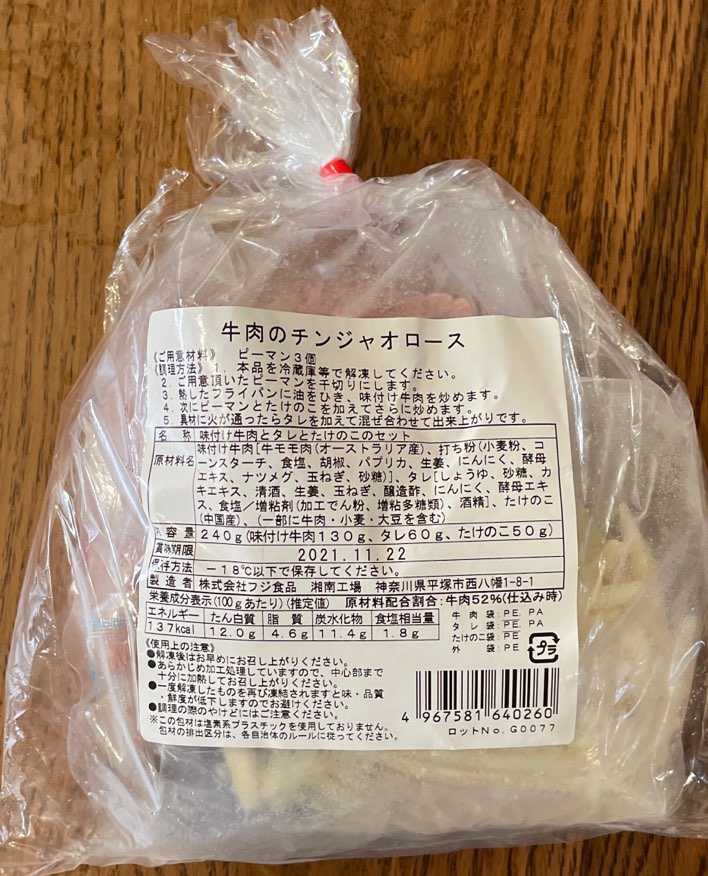 牛肉のチンジャオロース
《ご用意材料》 ピーマン3個
《調理方法》 1. 本品を冷蔵庫等で解凍してください。
2. ご用意頂いたピーマンを千切りにします。
3. 熱したフライパンに油をひき、味付け牛肉を炒めます。
4. 次にピーマンとたけのこを加えてさらに炒めます。
5. 具材に火が通ったらタレを加えて混ぜ合わせて出来上がりです。
名 称 味付け牛肉とタレとたけのこのセット
原材料名 味付け牛肉[牛モモ肉(オーストラリア産)、打ち粉(小麦粉、コ
ーンスターチ、食塩、胡椒、パプリカ、生姜、にんにく、酵母
エキス、ナツメグ、玉ねぎ、砂糖)]、タレ[しょうゆ、砂糖、カ
キエキス、清酒、生姜、玉ねぎ、醸造酢、にんにく、酵母エキ
ス、食塩/増粘剤(加工でん粉、増粘多糖類)、酒精]、たけのこ
(中国産)、(一部に牛肉・小麦・大豆を含む)
内容量 240g(味付け牛肉130g、タレ60g、たけのこ50g)
賞味期限 2021.11.22
保存方法 -18℃以下で保存してください。
製造者 株式会社フジ食品 湘南工場 神奈川県平塚市西八幡1-8-1
栄養成分表示(100gあたり)(推定値) 原材料配合割合:牛肉52%(仕込み時)
エネルギー たん白質 脂 質 炭水化物 食塩相当量
137kcal 12.0g 4.6g 11.4g 1.8g
牛 肉 袋:PE、PA
タ レ 袋:PE、PA
たけのこ袋:PE
外 袋:PE
プラ
《使用上の注意》
●解凍後はお早めにお召し上がりください。
●あらかじめ加工処理していますので、中心部まで
十分に加熱してお召し上がりください。
●一度解凍したものを再び凍結されますと味・品質
・鮮度が低下しますのでお避けください。
●調理の際のやけどにはご注意ください。
※この包材は塩素系プラスチックを使用しておりません。
包材の排出区分は、各自治体のルールに従ってください。
4 967581 640260
ロットNo.G0077